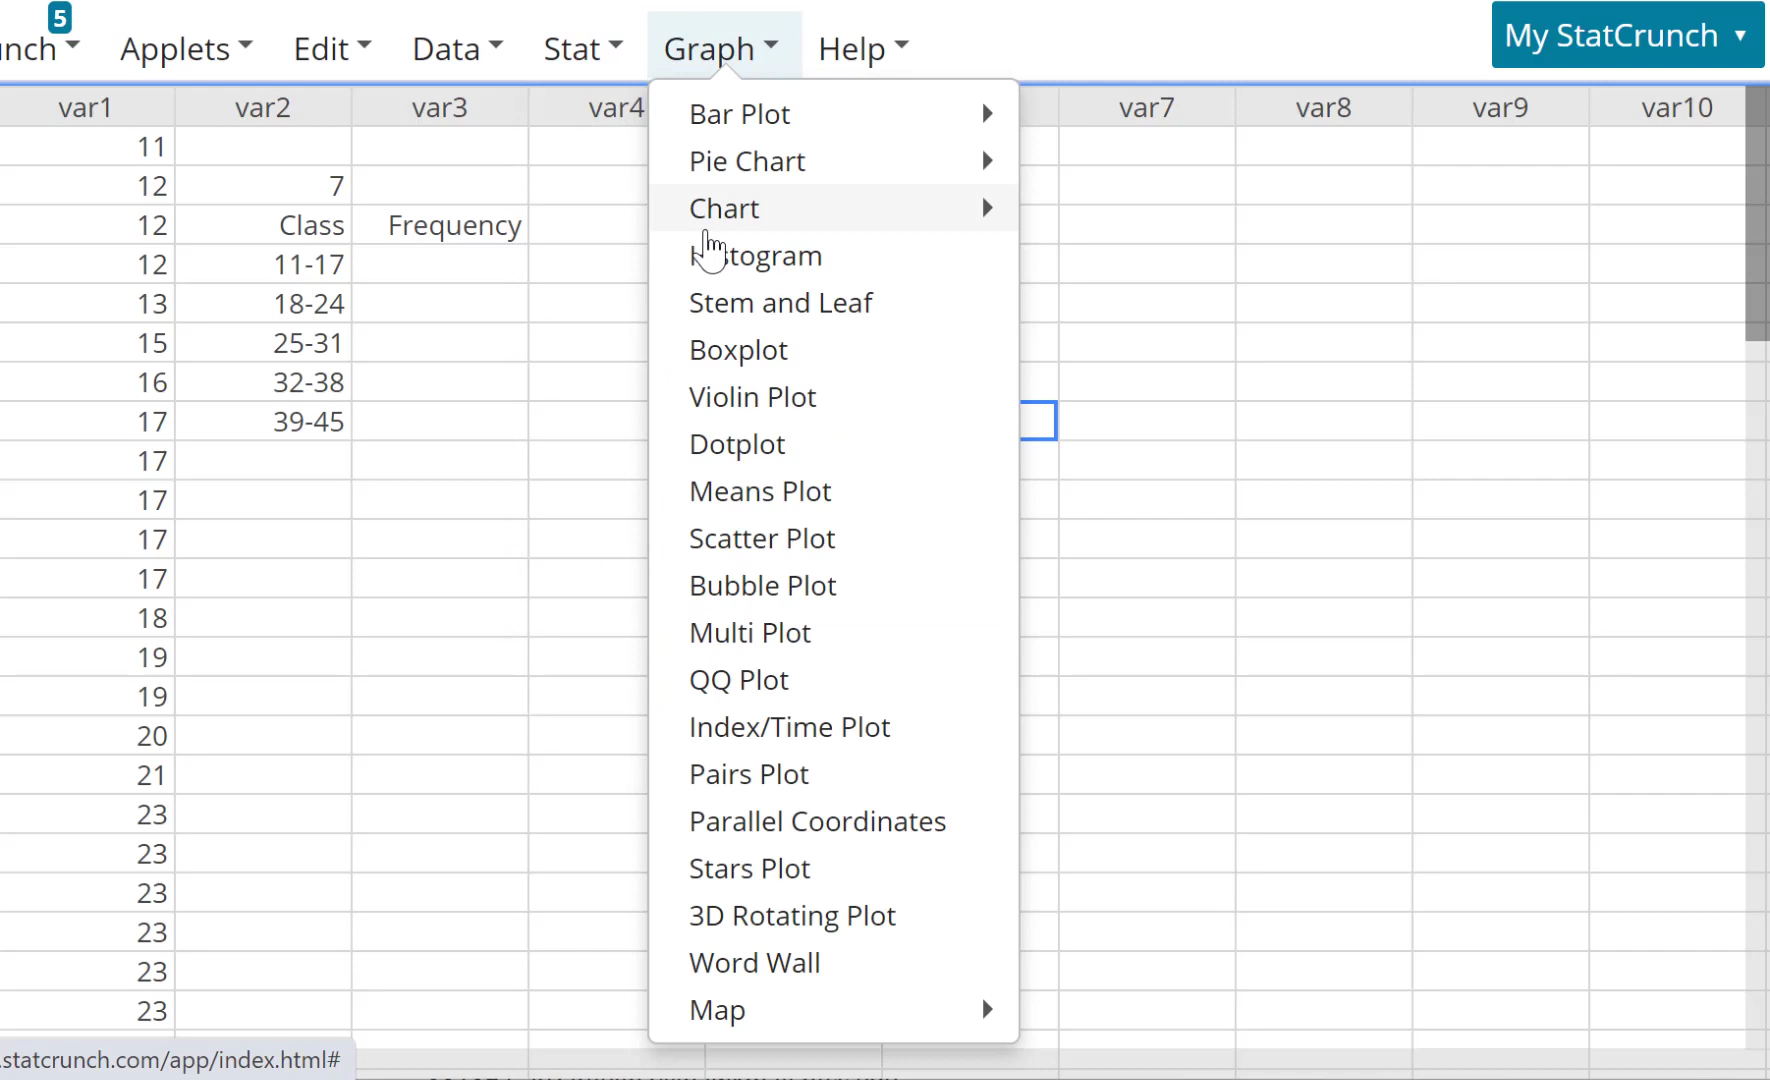 5
nch Applets Edit Data Stat Graph Help My StatCrunch
var1 var2 var3 var4 var7 var8 var9 var10
11
12 7
12 Class Frequency
12 11-17
13 18-24
15 25-31
16 32-38
17 39-45
17
17
17
17
18
19
19
20
21
23
23
23
23
23
23
Bar Plot
Pie Chart
Chart
Histogram
Stem and Leaf
Boxplot
Violin Plot
Dotplot
Means Plot
Scatter Plot
Bubble Plot
Multi Plot
QQ Plot
Index/Time Plot
Pairs Plot
Parallel Coordinates
Stars Plot
3D Rotating Plot
Word Wall
Map
.statcrunch.com/app/index.html#